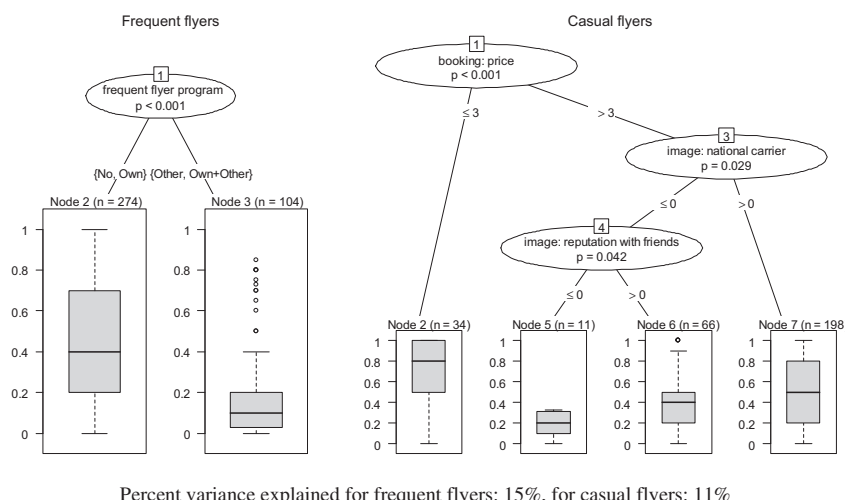 Frequent flyers
1
frequent flyer program
p < 0.001
{No, Own} {Other, Own+Other}
Node 2 (n = 274)
1
0.8
0.6
0.4
0.2
0
Node 3 (n = 104)
1
0.8
0.6
0.4
0.2
0
Casual flyers
1
booking: price
p < 0.001
≤ 3
> 3
3
image: national carrier
p = 0.029
≤ 0
>0
4
image: reputation with friends
p = 0.042
≤ 0
> 0
Node 2 (n = 34)
1
0.8
0.6
0.4
0.2
0
Node 5 (n = 11)
1
0.8
0.6
0.4
0.2
0
Node 6 (n = 66)
1
0.8
0.6
0.4
0.2
0
Node 7 (n = 198
1
0.8
0.6
0.4
0.2
0
Percent variance explained for frequent flyers: 15%, for casual flyers: 11%